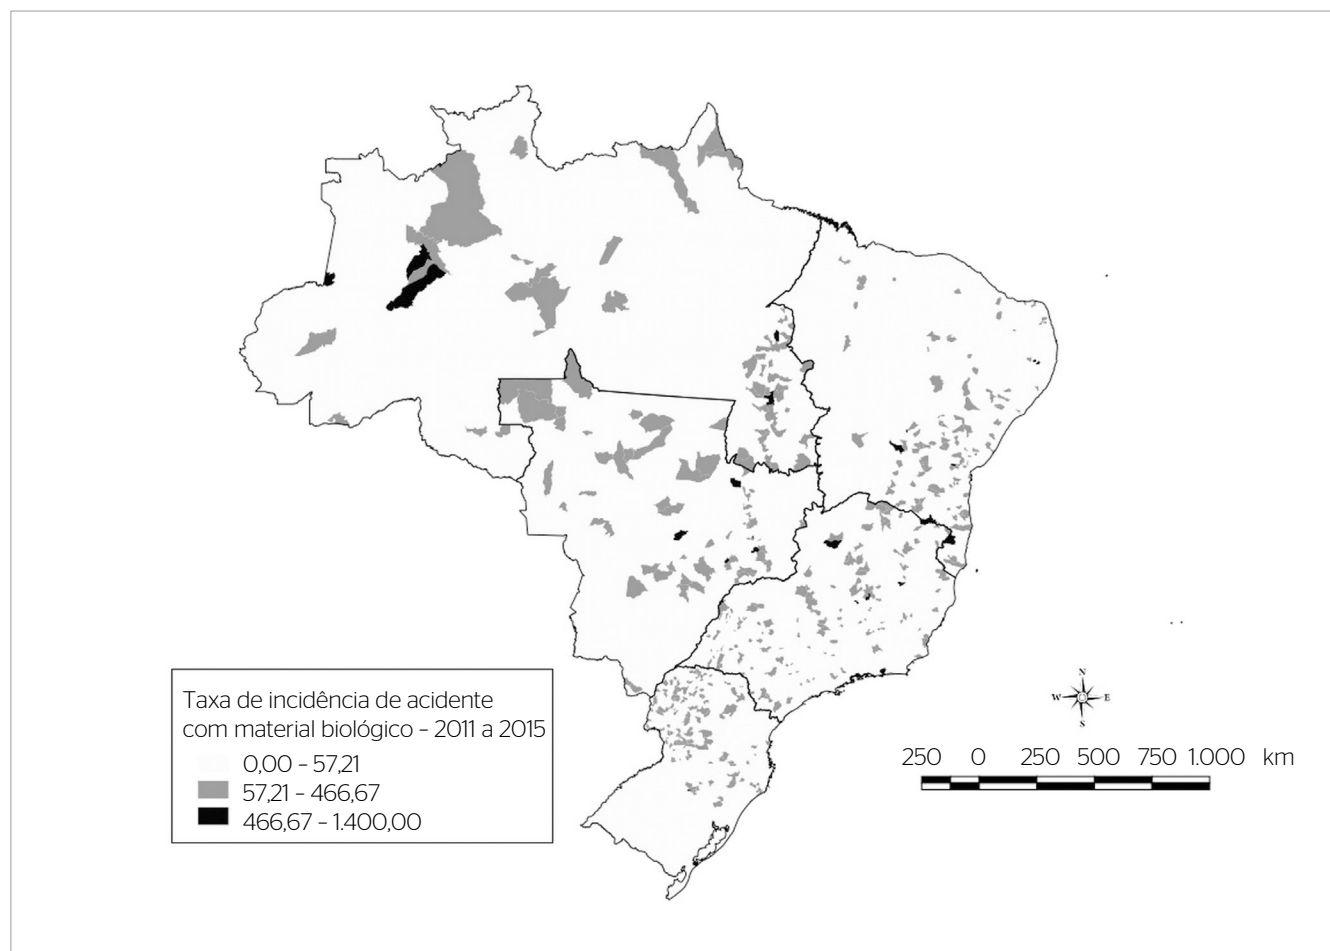 Taxa de incidência de acidente
com material biológico - 2011 a 2015
0,00 - 57,21
57,21 - 466,67
466,67 - 1.400,00
N
W E
S
250 0 250 500 750 1.000 km